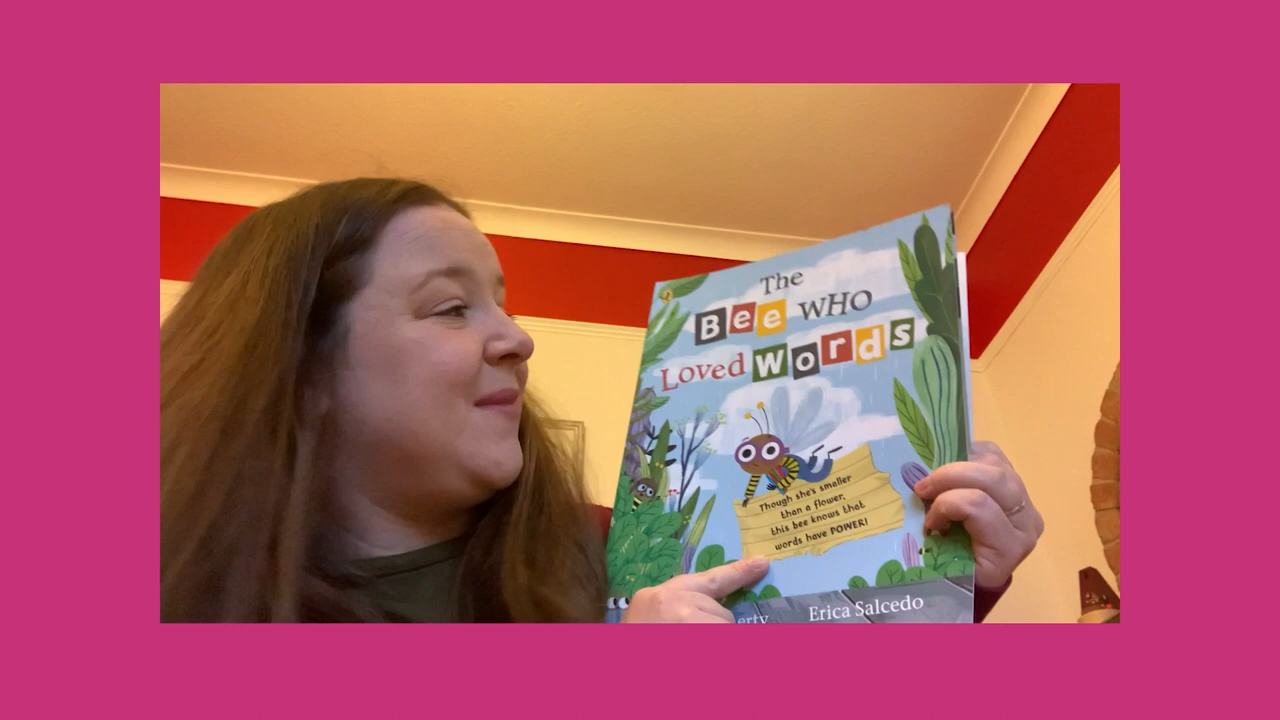 The
Bee WHO
Loved Words
Though she's smaller
than a flower,
this bee knows that
words have POWER!
Erica Salcedo